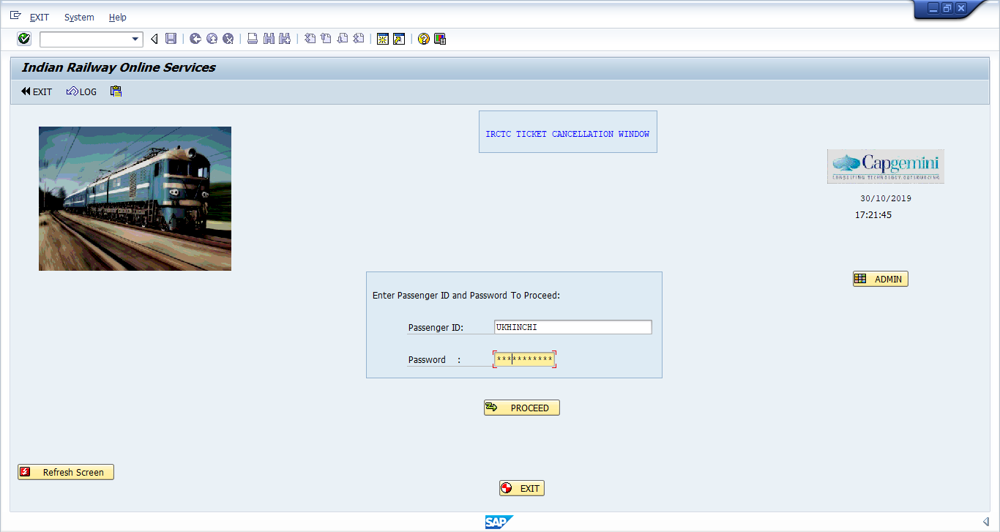 EXIT System Help
Indian Railway Online Services
EXIT LOG
IRCTC TICKET CANCELLATION WINDOW
Capgemini
CONSULTING.TECHNOLOGY.OUTSOURCING
30/10/2019
17:21:45
ADMIN
Enter Passenger ID and Password To Proceed:
Passenger ID: UKHINCHI
Password : ***********
PROCEED
Refresh Screen
EXIT
SAP